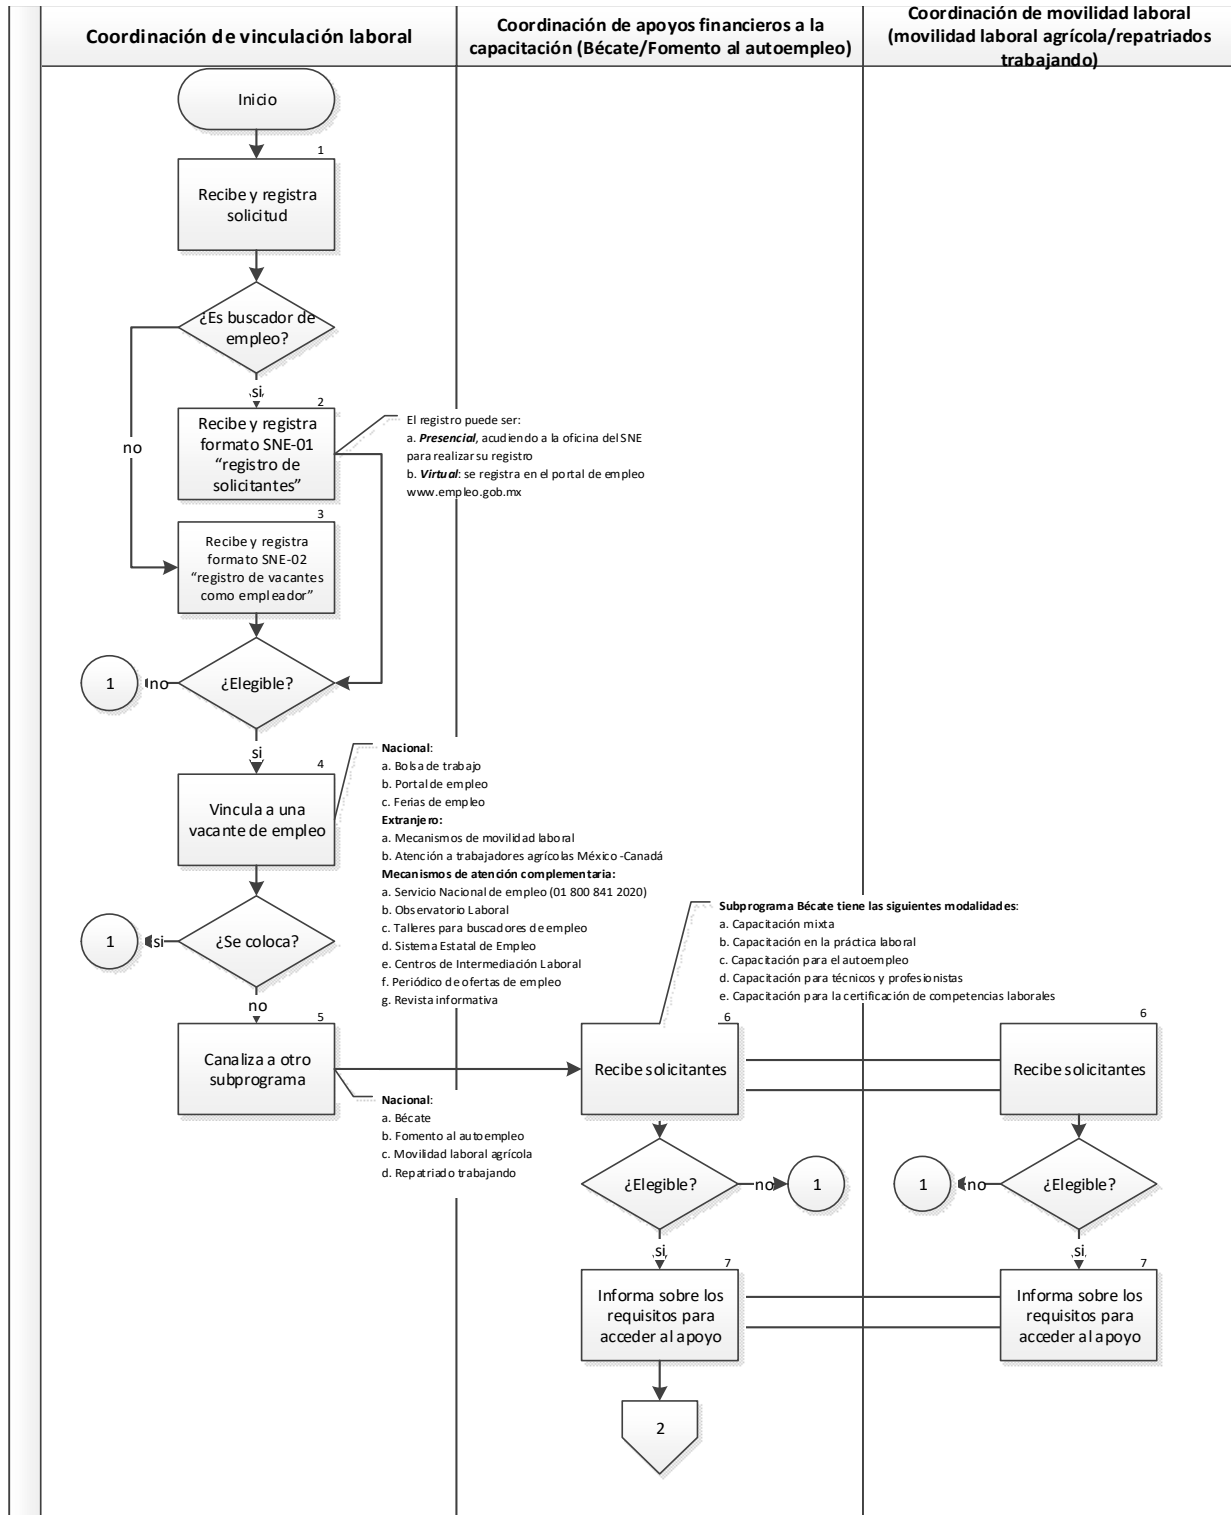 Coordinación de vinculación laboral
Coordinación de apoyos financieros a la
capacitación (Bécate/Fomento al autoempleo)
Coordinación de movilidad laboral
(movilidad laboral agrícola/repatriados
trabajando)
Inicio
1
Recibe y registra
solicitud
¿Es buscador de
empleo?
si
no
2
Recibe y registra
formato SNE-01
“registro de
solicitantes”
El registro puede ser:
a. Presencial, acudiendo a la oficina del SNE
para realizar su registro
b. Virtual: se registra en el portal de empleo
www.empleo.gob.mx
3
Recibe y registra
formato SNE-02
“registro de vacantes
como empleador”
¿Elegible?
no
1
si
4
Vincula a una
vacante de empleo
Nacional:
a. Bolsa de trabajo
b. Portal de empleo
c. Ferias de empleo
Extranjero:
a. Mecanismos de movilidad laboral
b. Atención a trabajadores agrícolas México -Canadá
Mecanismos de atención complementaria:
a. Servicio Nacional de empleo (01 800 841 2020)
b. Observatorio Laboral
c. Talleres para buscadores de empleo
d. Sistema Estatal de Empleo
e. Centros de Intermediación Laboral
f. Periódico de ofertas de empleo
g. Revista informativa
¿Se coloca?
si
1
no
5
Canaliza a otro
subprograma
Nacional:
a. Bécate
b. Fomento al autoempleo
c. Movilidad laboral agrícola
d. Repatriado trabajando
Subprograma Bécate tiene las siguientes modalidades:
a. Capacitación mixta
b. Capacitación en la práctica laboral
c. Capacitación para el autoempleo
d. Capacitación para técnicos y profesionistas
e. Capacitación para la certificación de competencias laborales
6
Recibe solicitantes
6
Recibe solicitantes
¿Elegible?
no
1
1
no
¿Elegible?
si
si
7
Informa sobre los
requisitos para
acceder al apoyo
7
Informa sobre los
requisitos para
acceder al apoyo
2